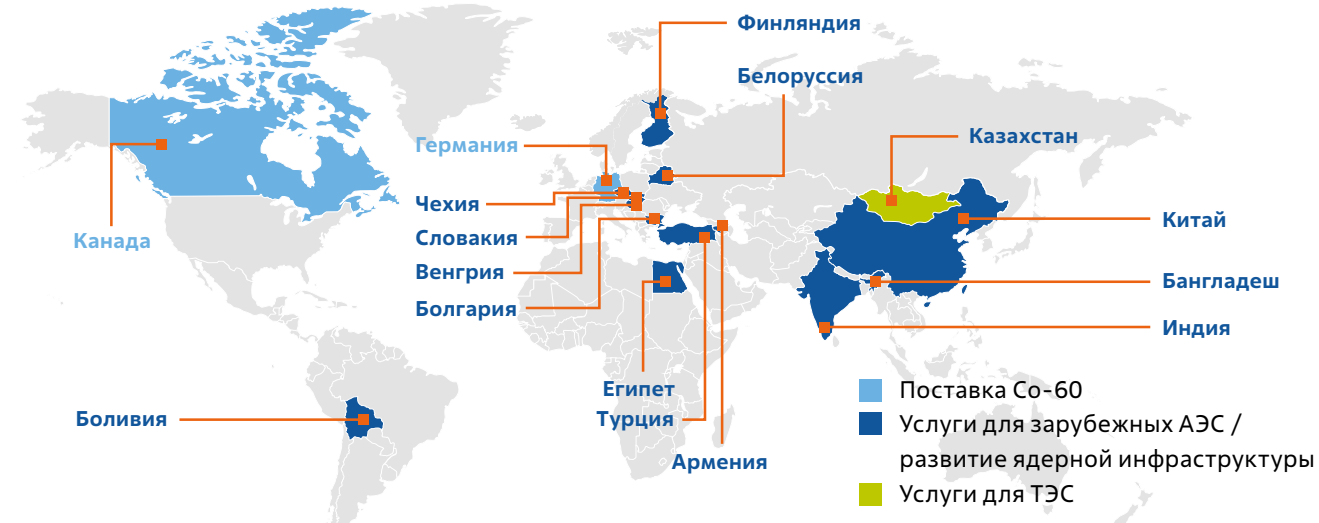 Финляндия
Белоруссия
Германия
Казахстан
Чехия
Китай
Канада
Словакия
Венгрия
Бангладеш
Болгария
Индия
Египет
Поставка Co-60
Боливия
Турция
Услуги для зарубежных АЭС /
развитие ядерной инфраструктуры
Армения
Услуги для ТЭС